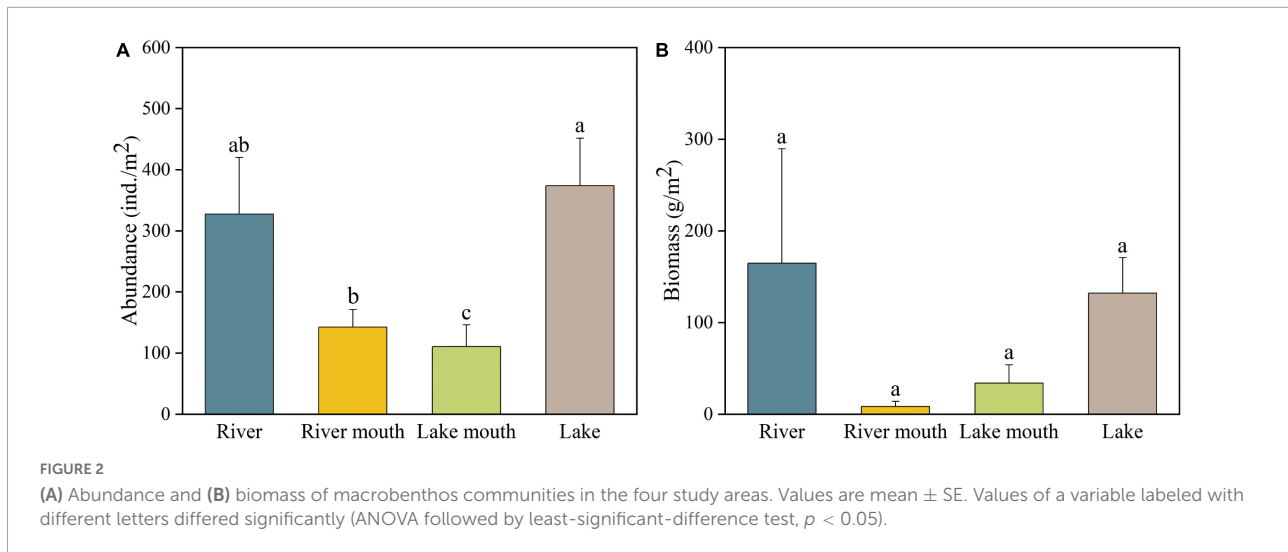 A
600
500
400
300
200
100
0
Abundance (ind./m²)
ab
b
c
a
River
River mouth
Lake mouth
Lake
B
400
300
200
100
0
Biomass (g/m²)
a
a
a
a
River
River mouth
Lake mouth
Lake
FIGURE 2
(A) Abundance and (B) biomass of macrobenthos communities in the four study areas. Values are mean ± SE. Values of a variable labeled with
different letters differed significantly (ANOVA followed by least-significant-difference test, p < 0.05).